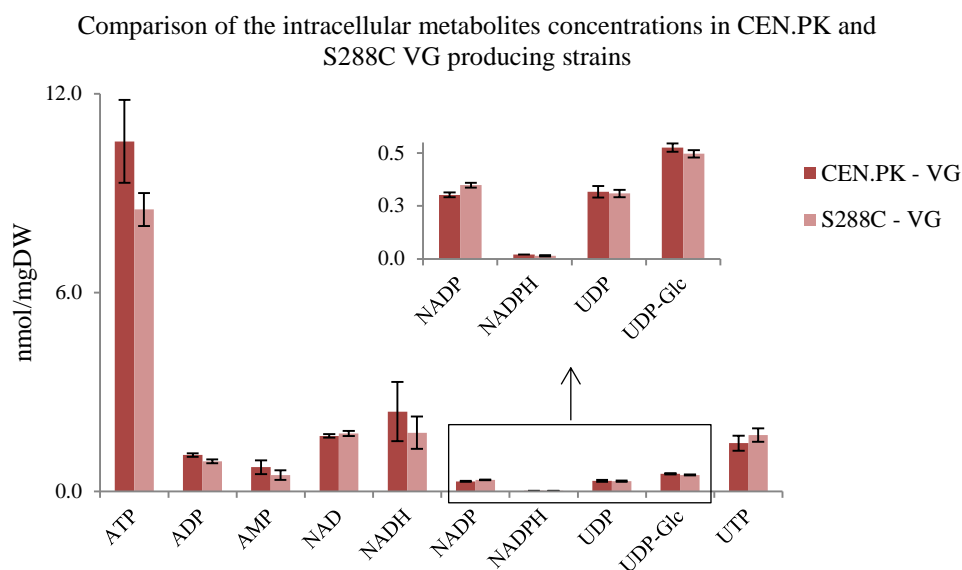 Comparison of the intracellular metabolites concentrations in CEN.PK and
S288C VG producing strains
nmol/mgDW
12.0
6.0
0.0
0.5
0.3
0.0
NADP
NADPH
UDP
UDP-Glc
CEN.PK - VG
S288C - VG
ATP
ADP
AMP
NAD
NADH
NADP
NADPH
UDP
UDP-Glc
UTP